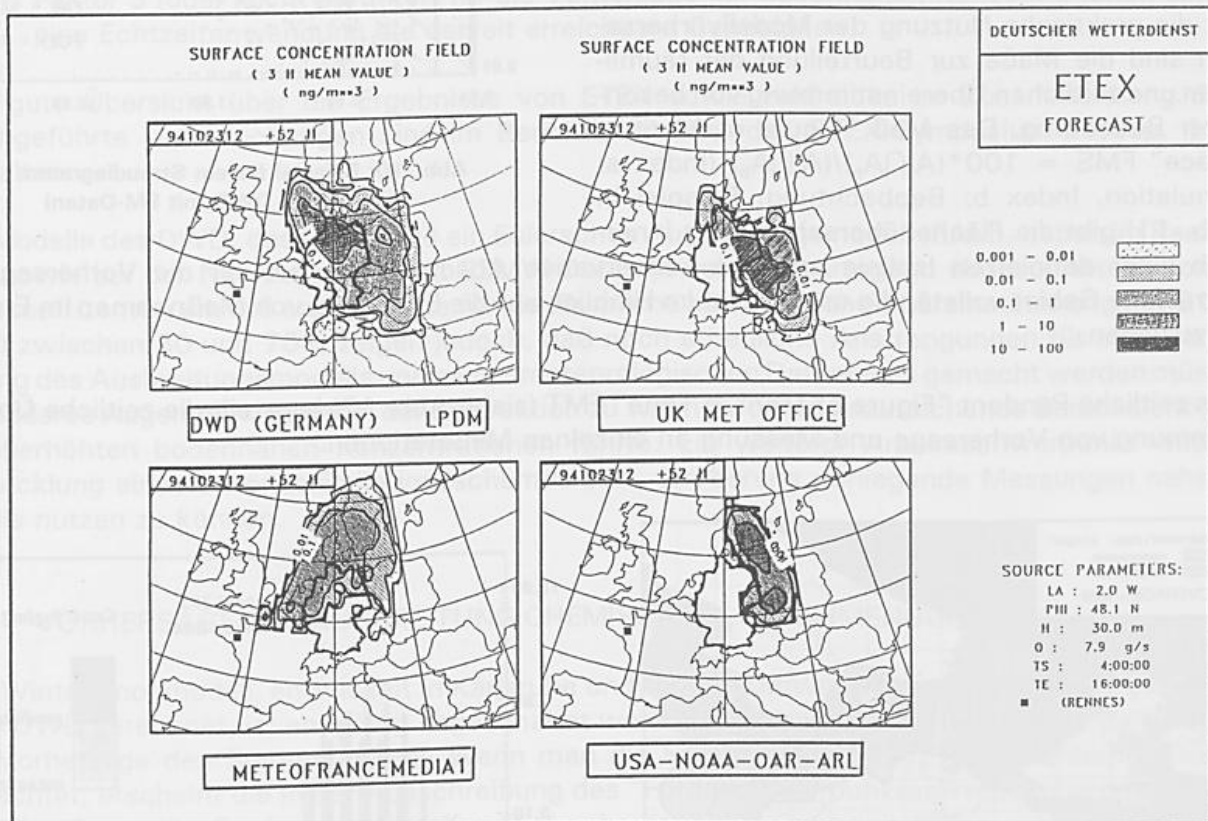 DEUTSCHER WETTERDIENST
ETEX
FORECAST
SURFACE CONCENTRATION FIELD
( 3 H MEAN VALUE )
( ng/m**3 )
94102312 +52 H
DWD (GERMANY) - LPDM
SURFACE CONCENTRATION FIELD
( 3 H MEAN VALUE )
( ng/m**3 )
94102312 +52 H
UK MET OFFICE
0.001 - 0.01
0.01 - 0.1
0.1 - 1
1 - 10
10 - 100
94102312 +52 H
0.01
METEOFRANCEMEDIA1
94102312 +52 H
USA-NOAA-OAR-ARL
SOURCE PARAMETERS:
LA : 2.0 W
PHI : 48.1 N
H : 30.0 m
Q : 7.9 g/s
TS : 4:00:00
TE : 16:00:00
(RENNES)